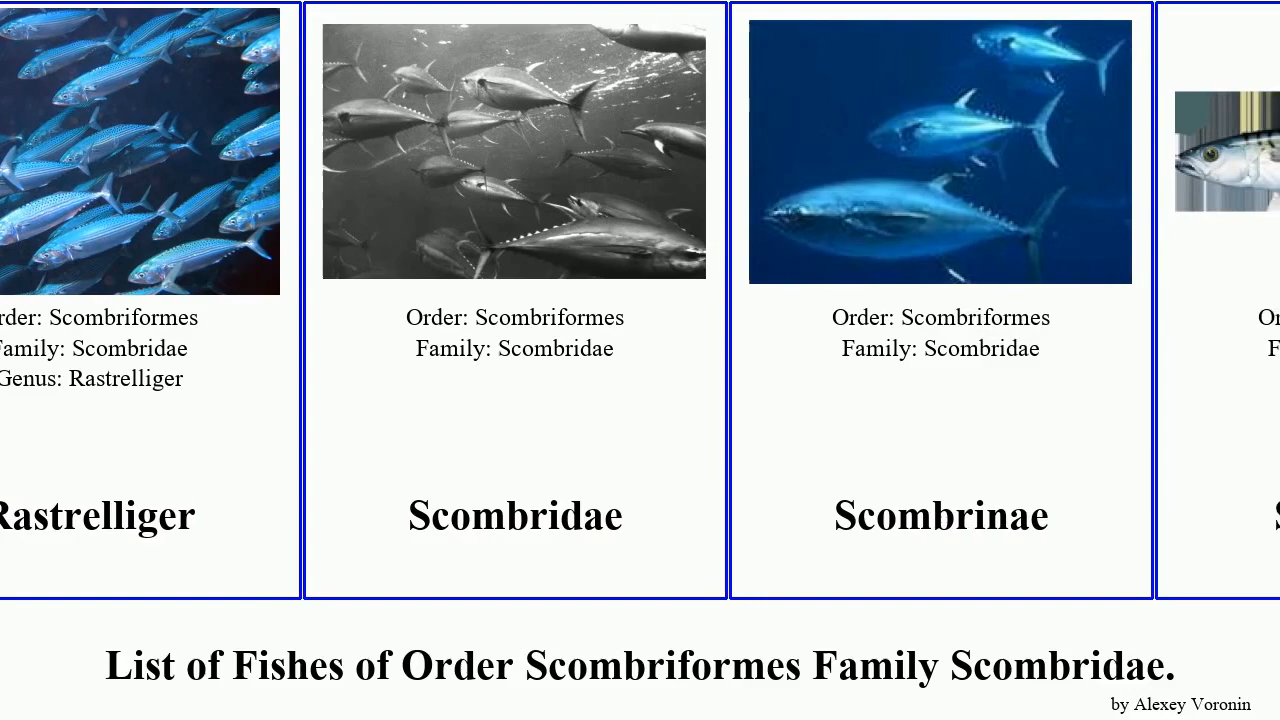 Order: Scombriformes
Family: Scombridae
Genus: Rastrelliger
Rastrelliger
Order: Scombriformes
Family: Scombridae
Scombridae
Order: Scombriformes
Family: Scombridae
Scombrinae
List of Fishes of Order Scombriformes Family Scombridae.
by Alexey Voronin